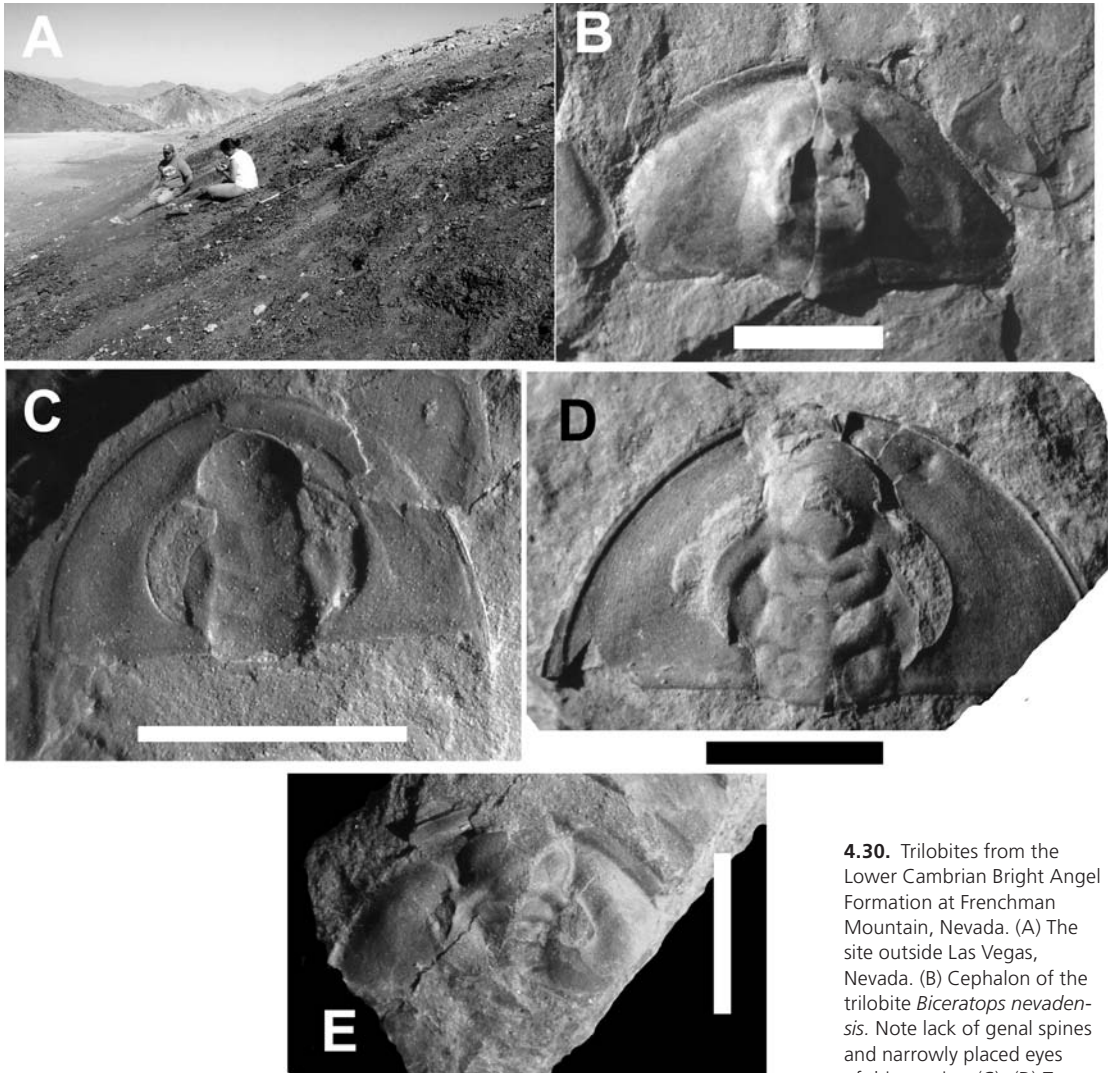 A
B
C
D
E
4.30. Trilobites from the
Lower Cambrian Bright Angel
Formation at Frenchman
Mountain, Nevada. (A) The
site outside Las Vegas,
Nevada. (B) Cephalon of the
trilobite Biceratops nevaden-
sis. Note lack of genal spines
and narrowly placed eyes